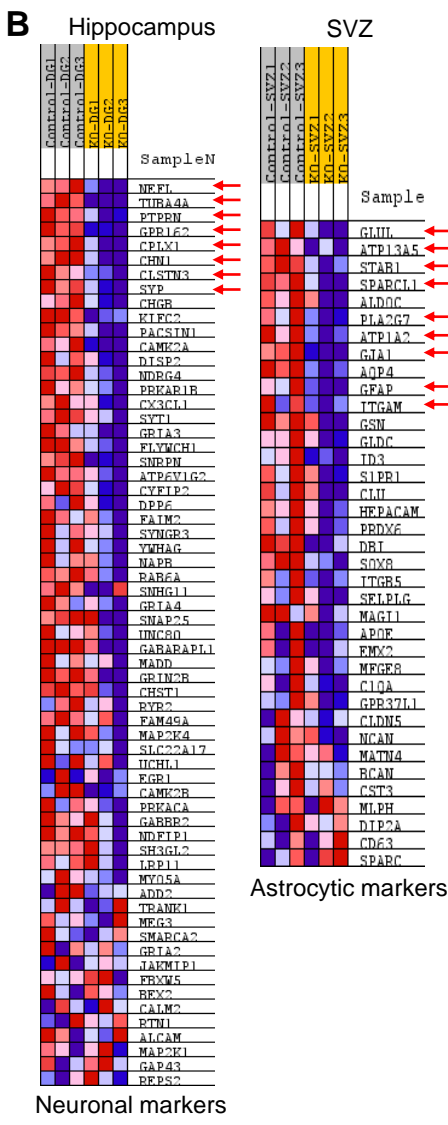 B
Hippocampus
SVZ
Control-DG1
Control-DG2
Control-DG3
KO-DG1
KO-DG2
KO-DG3
SampleN
NEFL
TUBA4A
PTPRN
GPR162
CPLX1
CHN1
CLSTN3
SYP
CHGB
KIFC2
PACSIN1
CAMK2A
DISP2
NDRG4
PRKAR1B
CX3CL1
SYT1
GRIA3
FLYWCH1
SNRPN
ATP6V1G2
CYFIP2
DPP6
FAIM2
SYNGR3
YWHAG
NAPB
RAB6A
SNHG11
GRIA4
SNAP25
UNC80
GABARAPL1
MADD
GRIN2B
CHST1
RYR2
FAM49A
MAP2K4
SLC22A17
UCHL1
EGR1
CAMK2B
PRKACA
GABBR2
NDFIP1
SH3GL2
LRP11
MYO5A
ADD2
TRANK1
MEG3
SMARCA2
GRIA2
JAKMIP1
FBXW5
BEX2
CALM2
RTN1
ALCAM
MAP2K1
GAP43
REPS2
Neuronal markers
Control-SVZ1
Control-SVZ2
Control-SVZ3
KO-SVZ1
KO-SVZ2
KO-SVZ3
Sample
GLUL
ATP13A5
STAB1
SPARCL1
ALDOC
PLA2G7
ATP1A2
GJA1
AQP4
GFAP
ITGAM
GSN
GLDC
ID3
S1PR1
CLU
HEPACAM
PRDX6
DBI
SOX8
ITGB5
SELPLG
MAGI1
APOE
EMX2
MFGE8
C1QA
GPR37L1
CLDN5
NCAN
MATN4
BCAN
CST3
MLPH
DIP2A
CD63
SPARC
Astrocytic markers